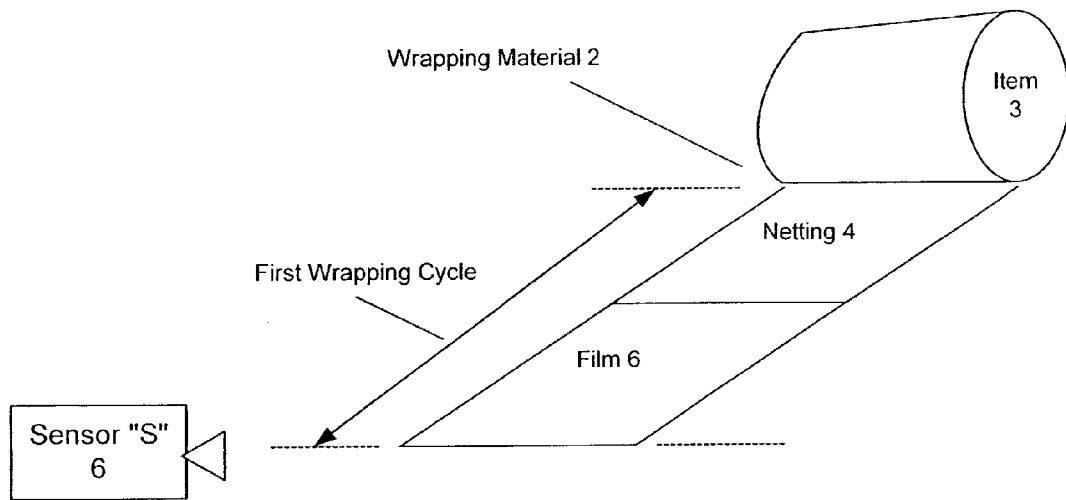 Wrapping Material 2
Item
3
Netting 4
First Wrapping Cycle
Film 6
Sensor "S"
6